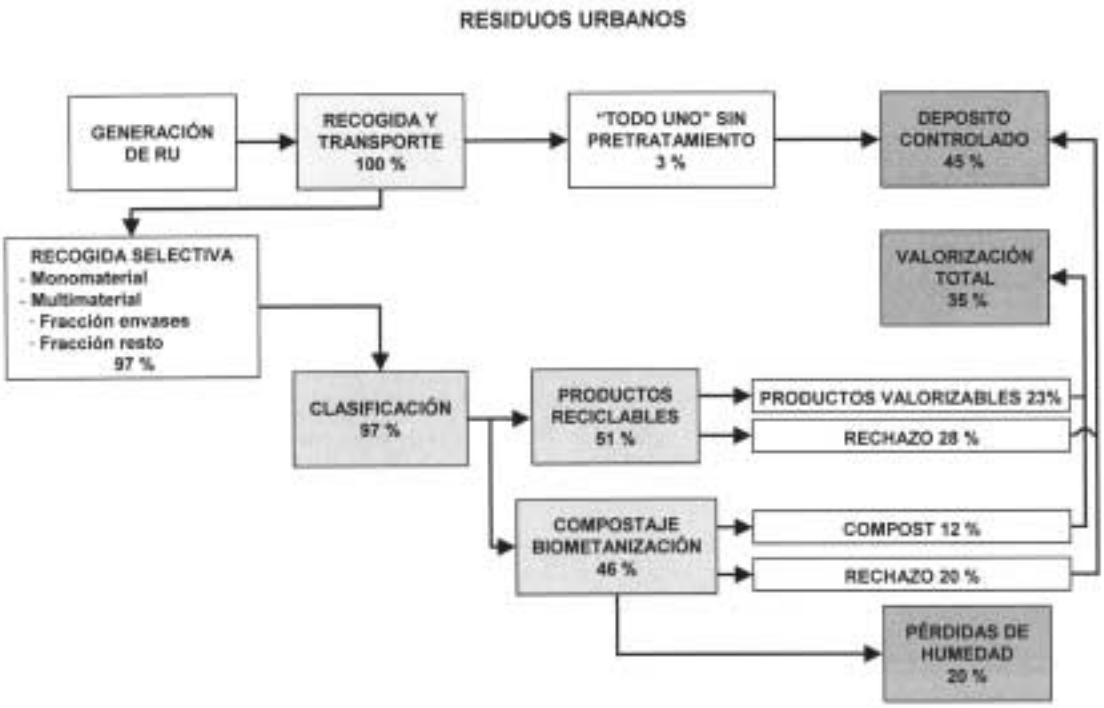 RESIDUOS URBANOS
GENERACIÓN
DE RU
RECOGIDA Y
TRANSPORTE
100 %
"TODO UNO" SIN
PRETRATAMIENTO
3 %
DEPOSITO
CONTROLADO
45 %
RECOGIDA SELECTIVA
- Monomaterial
- Multimaterial
- Fracción envases
- Fracción resto
97 %
VALORIZACIÓN
TOTAL
35 %
CLASIFICACIÓN
97 %
PRODUCTOS
RECICLABLES
51 %
PRODUCTOS VALORIZABLES 23%
RECHAZO 28 %
COMPOSTAJE
BIOMETANIZACIÓN
46 %
COMPOST 12 %
RECHAZO 20 %
PÉRDIDAS DE
HUMEDAD
20 %